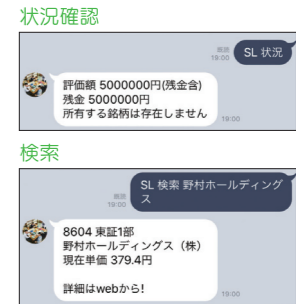 状況確認
既読
19:00
SL 状況
評価額 5000000円(残金含)
残金 5000000円
所有する銘柄は存在しません
19:00
検索
既読
19:00
SL 検索 野村ホールディング
ス
8604 東証1部
野村ホールディングス（株）
現在単価 379.4円
詳細はwebから!
19:00